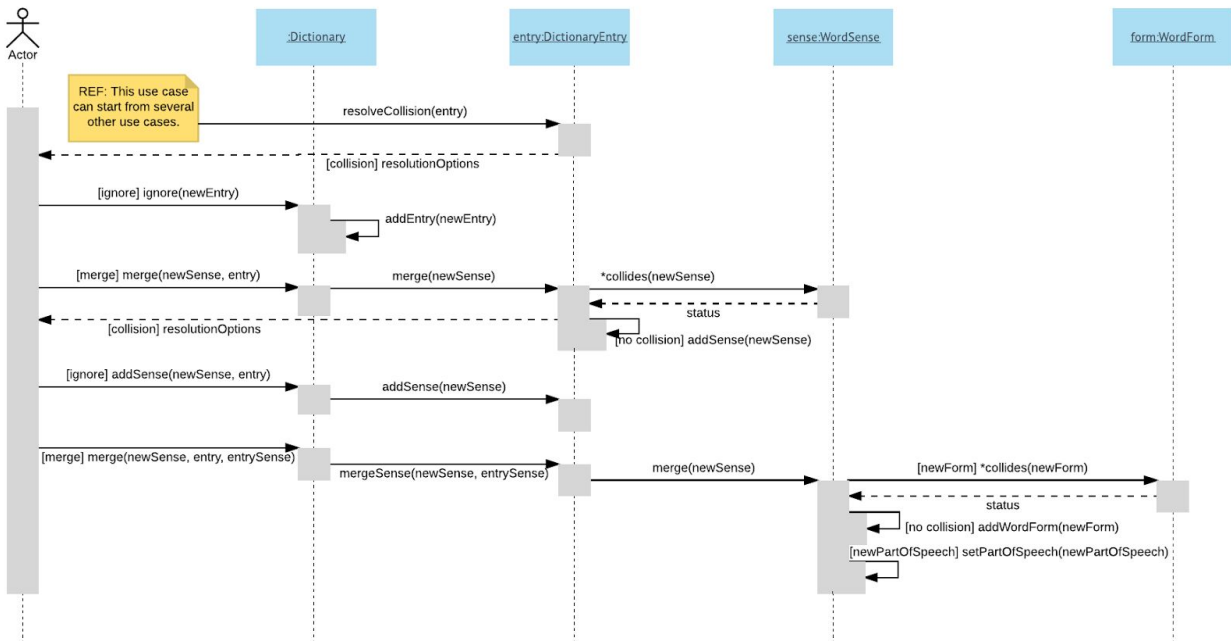 Actor
:Dictionary
entry:DictionaryEntry
sense:WordSense
form:WordForm
REF: This use case
can start from several
other use cases.
resolveCollision(entry)
[collision] resolutionOptions
[ignore] ignore(newEntry)
addEntry(newEntry)
[merge] merge(newSense, entry)
merge(newSense)
*collides(newSense)
status
[collision] resolutionOptions
[no collision] addSense(newSense)
[ignore] addSense(newSense, entry)
addSense(newSense)
[merge] merge(newSense, entry, entrySense)
mergeSense(newSense, entrySense)
merge(newSense)
[newForm] *collides(newForm)
status
[no collision] addWordForm(newForm)
[newPartOfSpeech] setPartOfSpeech(newPartOfSpeech)